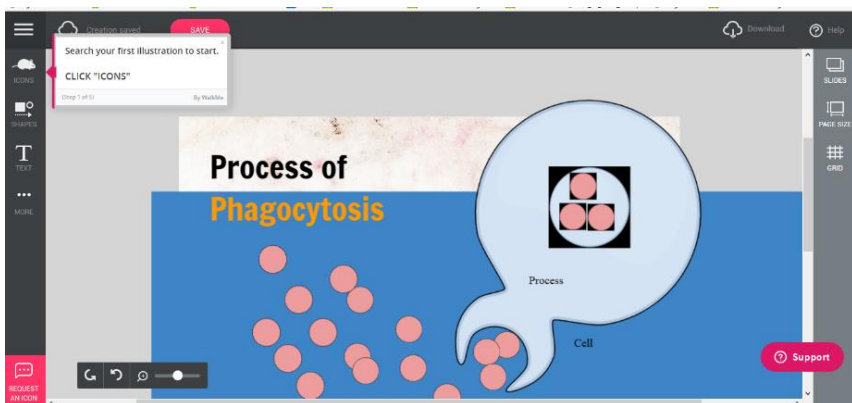 Creation saved
SAVE
Download
Help
Search your first illustration to start.
CLICK "ICONS"
(Step 1 of 5)
By WalkMe
ICONS
SHAPES
TEXT
MORE
SLIDES
PAGE SIZE
GRID
Process of
Phagocytosis
Process
Cell
Support
REQUEST
AN ICON